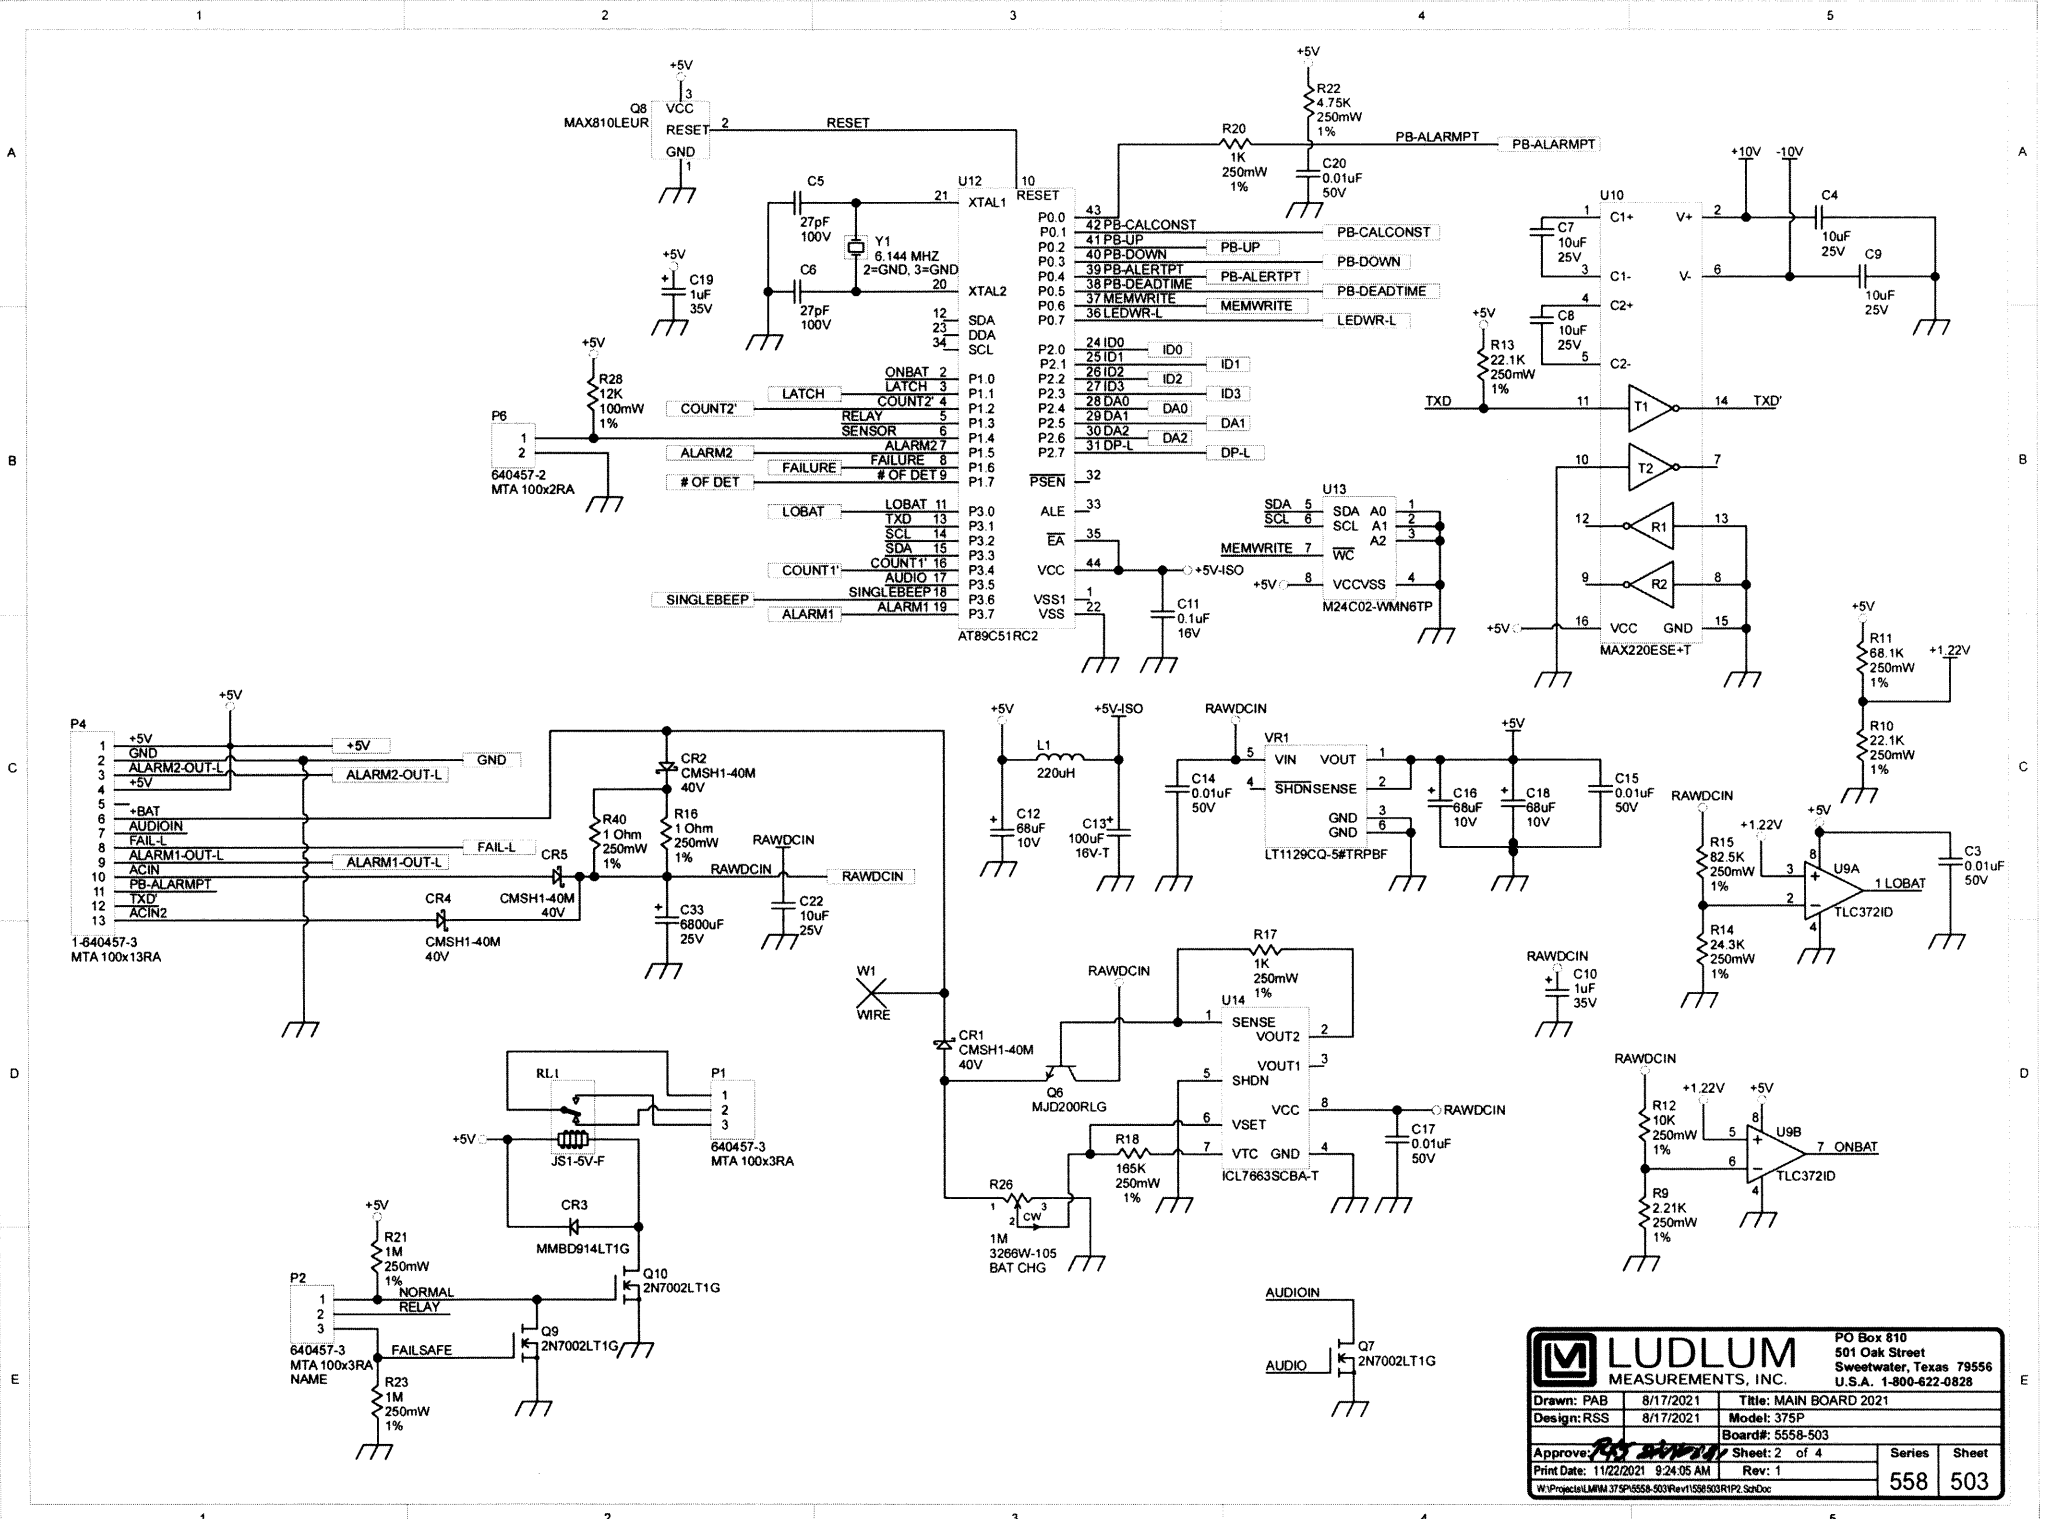 1 2 3 4 5
A
B
C
D
E
+5V
Q8
MAX810LEUR
3
VCC
RESET 2 RESET
GND
1
+5V
C19
1uF
35V
C5
27pF
100V
Y1
6.144 MHZ
2=GND, 3=GND
C6
27pF
100V
+5V
R28
12K
100mW
1%
P6
1
2
640457-2
MTA 100x2RA
U12
10
RESET
21 XTAL1
20 XTAL2
12 SDA
23 DDA
34 SCL
ONBAT 2 P1.0
LATCH LATCH 3 P1.1
COUNT2' COUNT2' 4 P1.2
RELAY 5 P1.3
SENSOR 6 P1.4
ALARM2 ALARM2 7 P1.5
FAILURE FAILURE 8 P1.6
# OF DET # OF DET 9 P1.7
LOBAT LOBAT 11 P3.0
TXD 13 P3.1
SCL 14 P3.2
SDA 15 P3.3
COUNT1' COUNT1' 16 P3.4
AUDIO 17 P3.5
SINGLEBEEP SINGLEBEEP 18 P3.6
ALARM1 ALARM1 19 P3.7
AT89C51RC2
P0.0 43
P0.1 42 PB-CALCONST PB-CALCONST
P0.2 41 PB-UP PB-UP
P0.3 40 PB-DOWN PB-DOWN
P0.4 39 PB-ALERTPT PB-ALERTPT
P0.5 38 PB-DEADTIME PB-DEADTIME
P0.6 37 MEMWRITE MEMWRITE
P0.7 36 LEDWR-L LEDWR-L
P2.0 24 ID0 ID0
P2.1 25 ID1 ID1
P2.2 26 ID2 ID2
P2.3 27 ID3 ID3
P2.4 28 DA0 DA0
P2.5 29 DA1 DA1
P2.6 30 DA2 DA2
P2.7 31 DP-L DP-L
PSEN 32
ALE 33
EA 35
VCC 44 +5V-ISO
VSS1 1
VSS 22
C11
0.1uF
16V
R20
1K
250mW
1%
+5V
R22
4.75K
250mW
1%
C20
0.01uF
50V
PB-ALARMPT PB-ALARMPT
U13
SDA 5 SDA A0 1
SCL 6 SCL A1 2
A2 3
MEMWRITE 7 WC
+5V 8 VCC VSS 4
M24C02-WMN6TP
+10V -10V
U10
1 C1+ V+ 2
3 C1- V- 6
4 C2+
5 C2-
C7
10uF
25V
C8
10uF
25V
C4
10uF
25V
C9
10uF
25V
+5V
R13
22.1K
250mW
1%
TXD 11 T1 14 TXD'
10 T2 7
12 R1 13
9 R2 8
+5V 16 VCC GND 15
MAX220ESE+T
+5V
R11
68.1K
250mW
1%
+1.22V
R10
22.1K
250mW
1%
P4
+5V
1 +5V +5V
2 GND GND
3 ALARM2-OUT-L ALARM2-OUT-L
4 +5V
5
6 +BAT
7 AUDIOIN
8 FAIL-L FAIL-L
9 ALARM1-OUT-L ALARM1-OUT-L
10 ACIN
11 PB-ALARMPT
12 TXD'
13 ACIN2
1-640457-3
MTA 100x13RA
CR4
CMSH1-40M
40V
CR5
CMSH1-40M
40V
CR2
CMSH1-40M
40V
R40
1 Ohm
250mW
1%
R16
1 Ohm
250mW
1%
C33
6800uF
25V
RAWDCIN
RAWDCIN RAWDCIN
C22
10uF
25V
+5V
L1
220uH
+5V-ISO
C12
68uF
10V
C13
100uF
16V-T
RAWDCIN
C14
0.01uF
50V
VR1
5 VIN VOUT 1
4 SHDN SENSE 2
GND 3
GND 6
LT1129CQ-5#TRPBF
+5V
C16
68uF
10V
C18
68uF
10V
C15
0.01uF
50V
RAWDCIN
R15
82.5K
250mW
1%
R14
24.3K
250mW
1%
+1.22V
+5V
3 8 U9A
2 1 LOBAT
4
TLC372ID
C3
0.01uF
50V
RAWDCIN
C10
1uF
35V
W1
WIRE
CR1
CMSH1-40M
40V
Q6
MJD200RLG
RAWDCIN
R17
1K
250mW
1%
U14
1 SENSE
VOUT2 2
VOUT1 3
5 SHDN
VCC 8 RAWDCIN
6 VSET
7 VTC GND 4
ICL7663SCBA-T
C17
0.01uF
50V
R18
165K
250mW
1%
R26
1 2 3
CW
1M
3266W-105
BAT CHG
RAWDCIN
R12
10K
250mW
1%
R9
2.21K
250mW
1%
+1.22V +5V
5 8 U9B
6 7 ONBAT
4
TLC372ID
RL1
+5V
JS1-5V-F
P1
1
2
3
640457-3
MTA 100x3RA
CR3
MMBD914LT1G
+5V
R21
1M
250mW
1%
P2
1 NORMAL
2 RELAY
3
FAILSAFE
640457-3
MTA 100x3RA
NAME
R23
1M
250mW
1%
Q10
2N7002LT1G
Q9
2N7002LT1G
AUDIOIN
AUDIO
Q7
2N7002LT1G
LUDLUM
MEASUREMENTS, INC.
PO Box 810
501 Oak Street
Sweetwater, Texas 79556
U.S.A. 1-800-622-0828
Drawn: PAB 8/17/2021 Title: MAIN BOARD 2021
Design: RSS 8/17/2021 Model: 375P
Board#: 5558-503
Approve: Sheet: 2 of 4 Series Sheet
Print Date: 11/22/2021 9:24:05 AM Rev: 1 558 503
W:\Projects\LMI\M 375P\5558-503\Rev1\558503R1P2.SchDoc
A
B
C
D
E
1 2 3 4 5